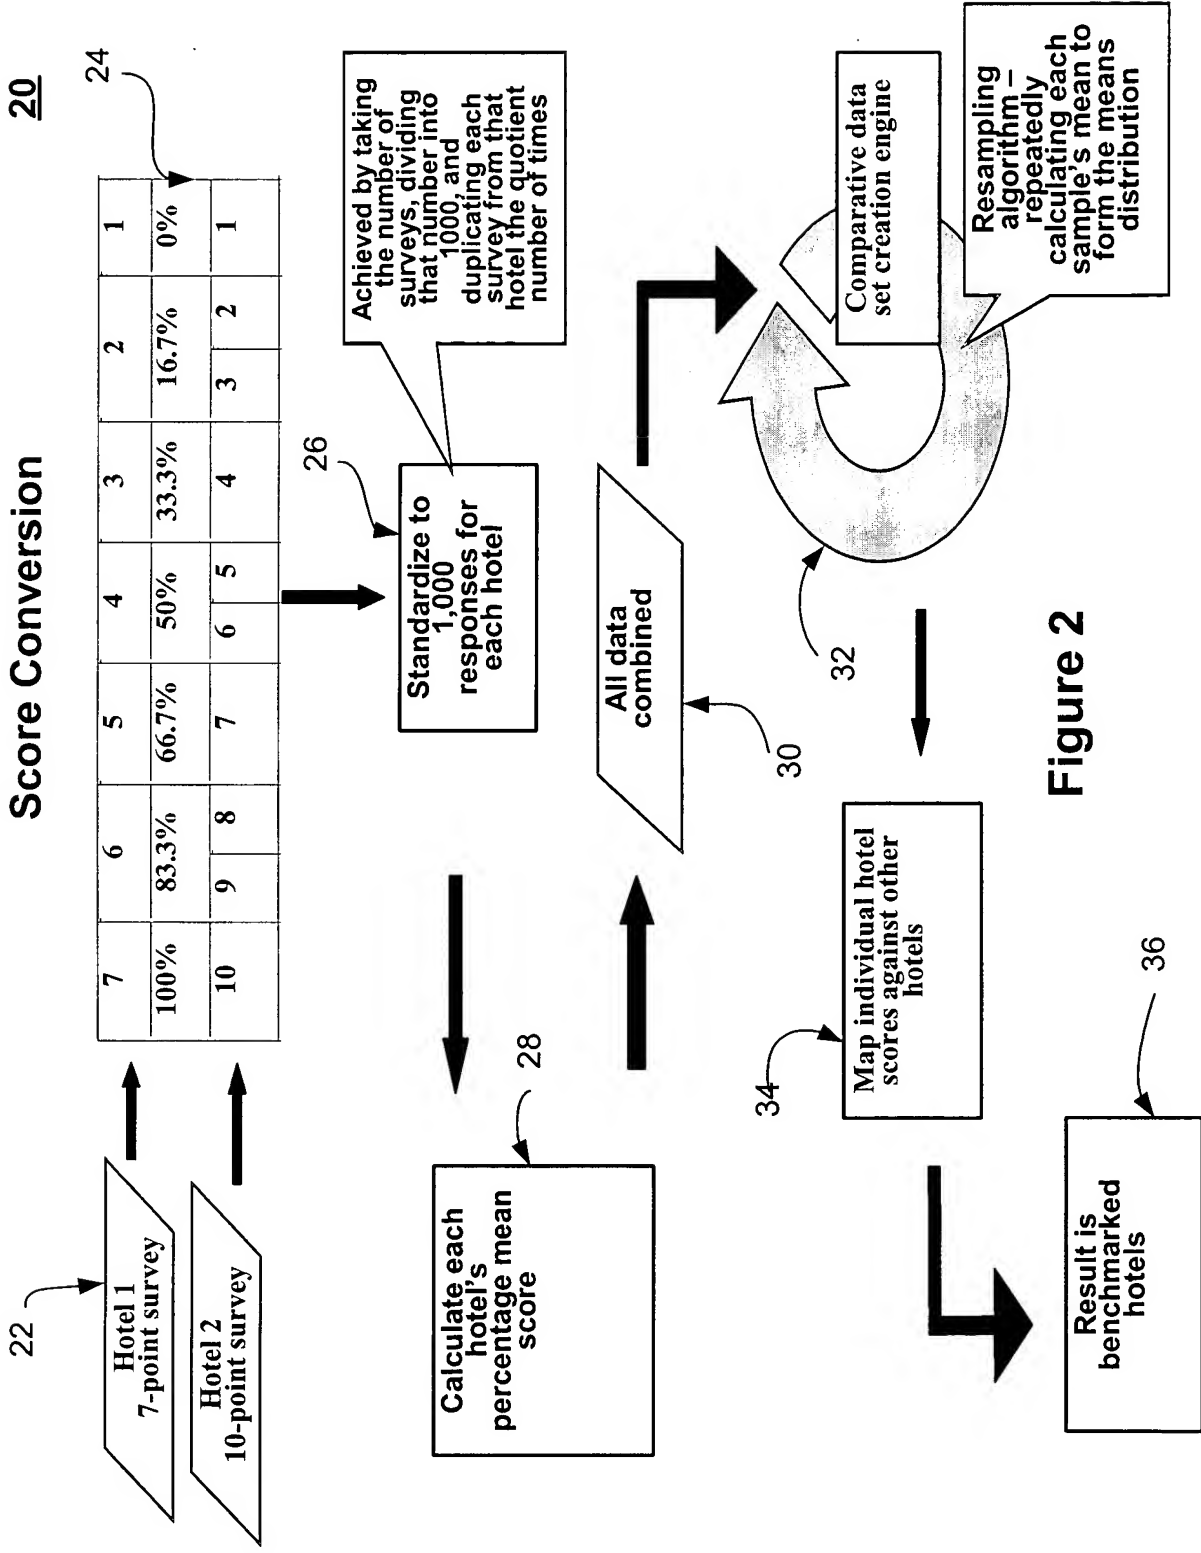 Score Conversion
20
22
Hotel 1
7-point survey
Hotel 2
10-point survey
24
7 6 5 4 3 2 1
100% 83.3% 66.7% 50% 33.3% 16.7% 0%
10 9 8 7 6 5 4 3 2 1
26
Standardize to
1,000
responses for
each hotel
Achieved by taking
the number of
surveys, dividing
that number into
1000, and
duplicating each
survey from that
hotel the quotient
number of times
28
Calculate each
hotel's
percentage mean
score
All data
combined
30
32
Comparative data
set creation engine
Resampling
algorithm –
repeatedly
calculating each
sample's mean to
form the means
distribution
34
Map individual hotel
scores against other
hotels
36
Result is
benchmarked
hotels
Figure 2